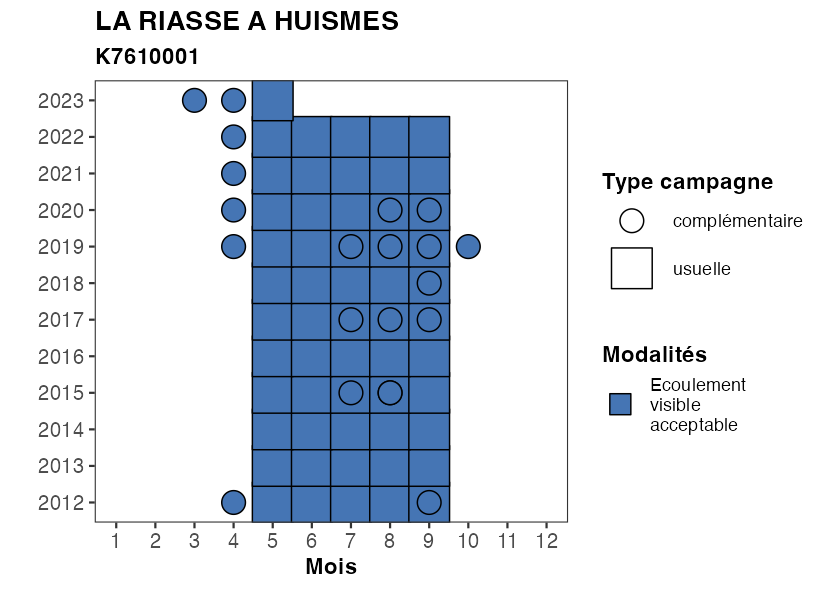 LA RIASSE A HUISMES
K7610001
2023
2022
2021
2020
2019
2018
2017
2016
2015
2014
2013
2012
1 2 3 4 5 6 7 8 9 10 11 12
Mois
Type campagne
complémentaire
usuelle
Modalités
Ecoulement
visible
acceptable